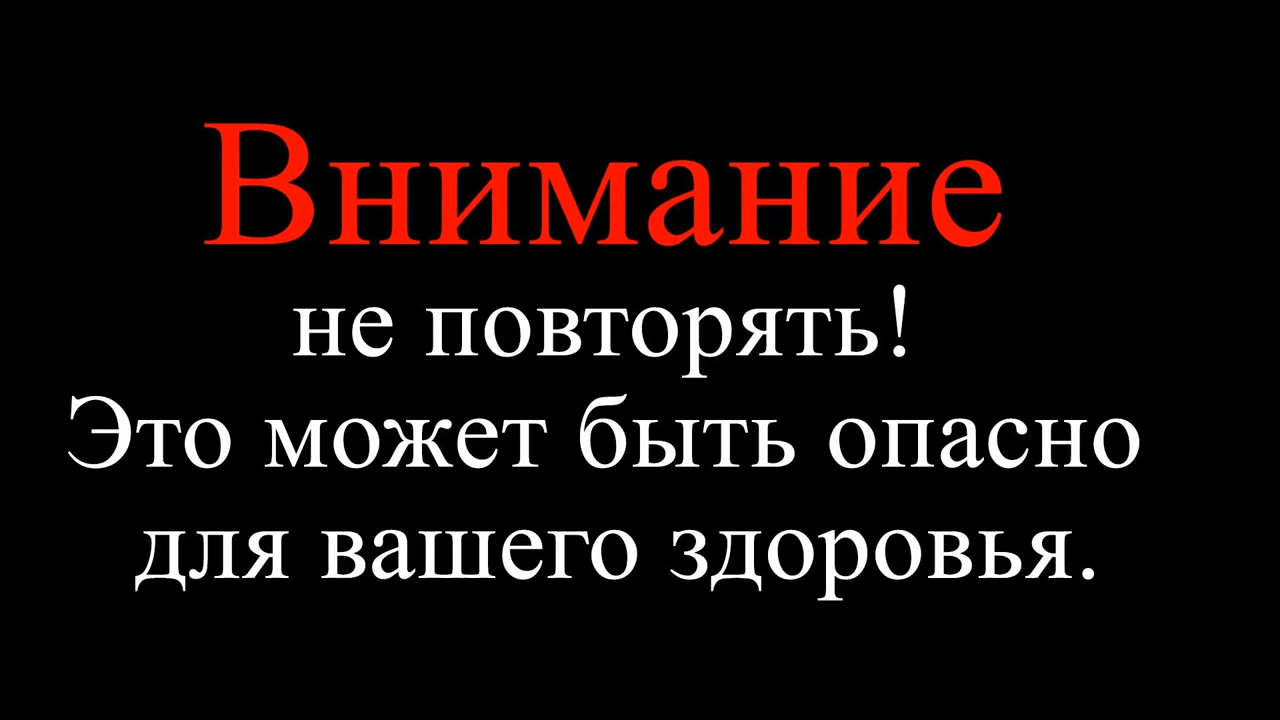 Внимание
не повторять!
Это может быть опасно
для вашего здоровья.